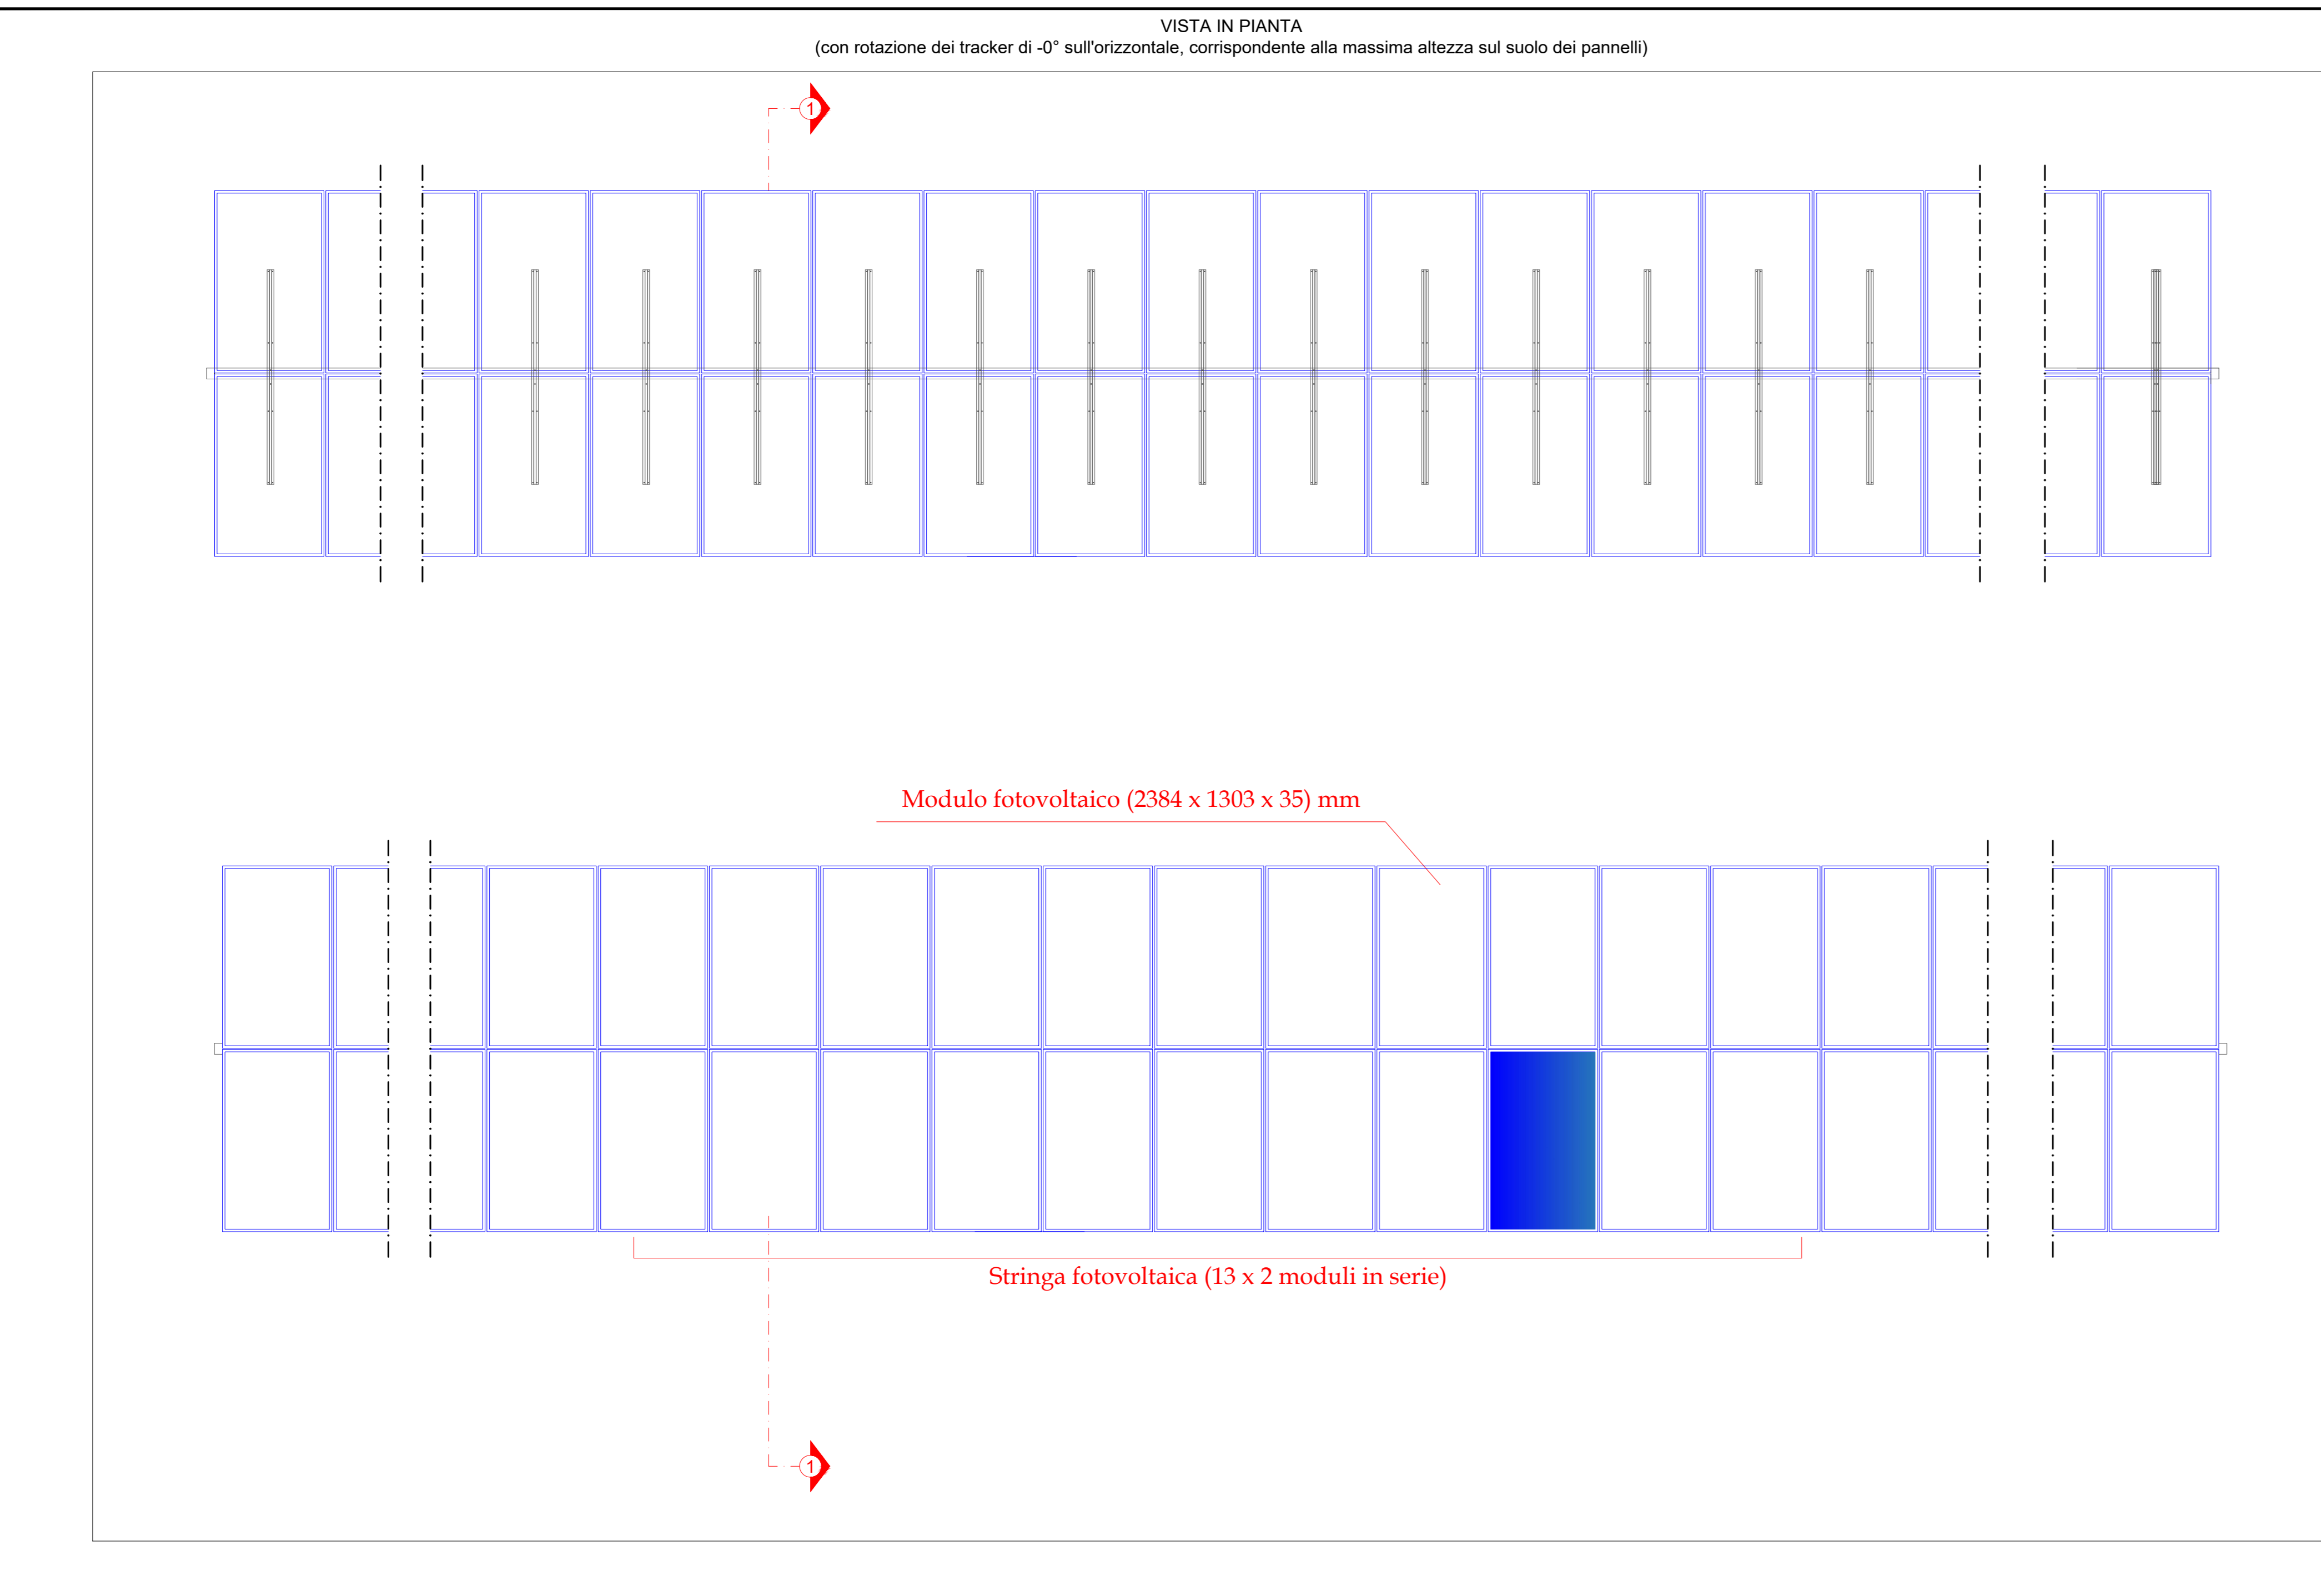 VISTA IN PIANTA
(con rotazione dei tracker di -0° sull'orizzontale, corrispondente alla massima altezza sul suolo dei pannelli)
1
Modulo fotovoltaico (2384 x 1303 x 35) mm
Stringa fotovoltaica (13 x 2 moduli in serie)
1